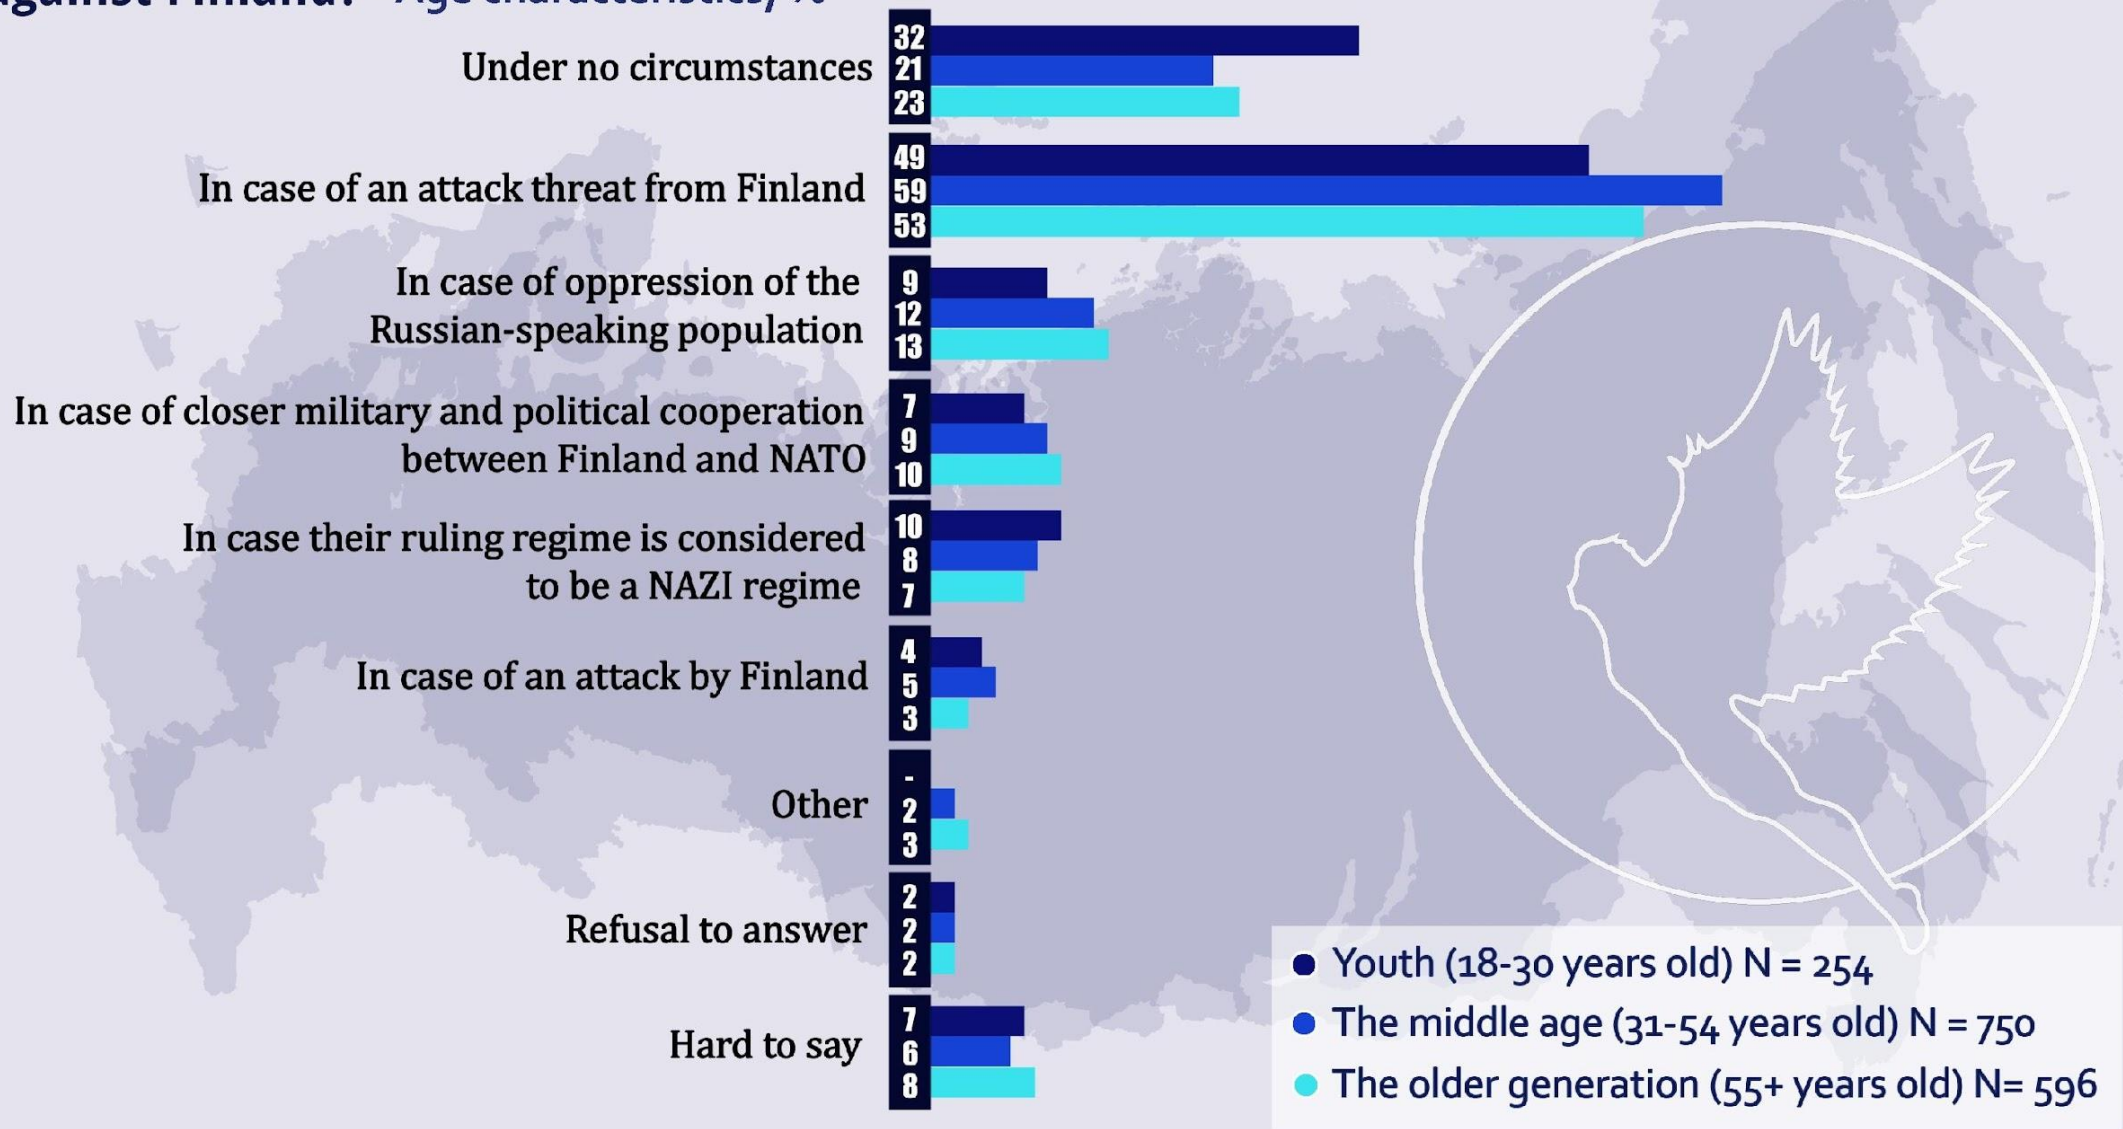 against Finland? Age characteristics, %
Under no circumstances
32
21
23
In case of an attack threat from Finland
49
59
53
In case of oppression of the
Russian-speaking population
9
12
13
In case of closer military and political cooperation
between Finland and NATO
7
9
10
In case their ruling regime is considered
to be a NAZI regime
10
8
7
In case of an attack by Finland
4
5
3
Other
-
2
3
Refusal to answer
2
2
2
Hard to say
7
6
8
Youth (18-30 years old) N = 254
The middle age (31-54 years old) N = 750
The older generation (55+ years old) N= 596